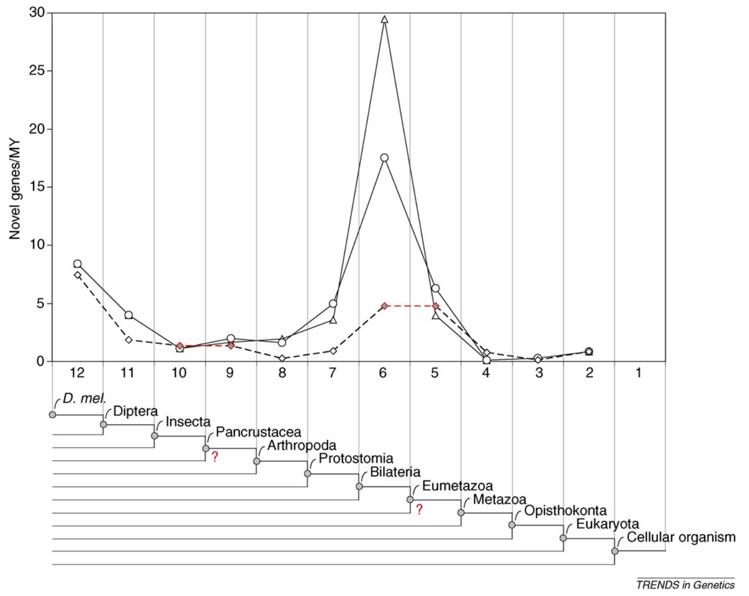 30
25
20
15
10
5
0
Novel genes/MY
12 11 10 9 8 7 6 5 4 3 2 1
D. mel.
Diptera
Insecta
Pancrustacea
?
Arthropoda
Protostomia
Bilateria
Eumetazoa
?
Metazoa
Opisthokonta
Eukaryota
Cellular organism
TRENDS in Genetics